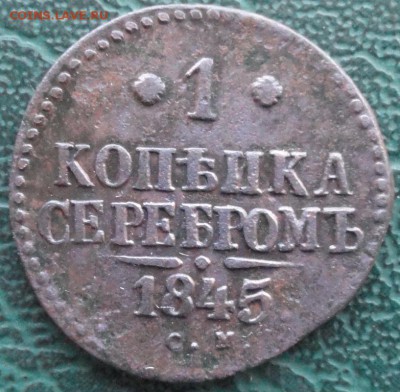 COINS.LAVE.RU
1
КОПѢЙКА
СЕРЕБРОМЪ
1845
С. М